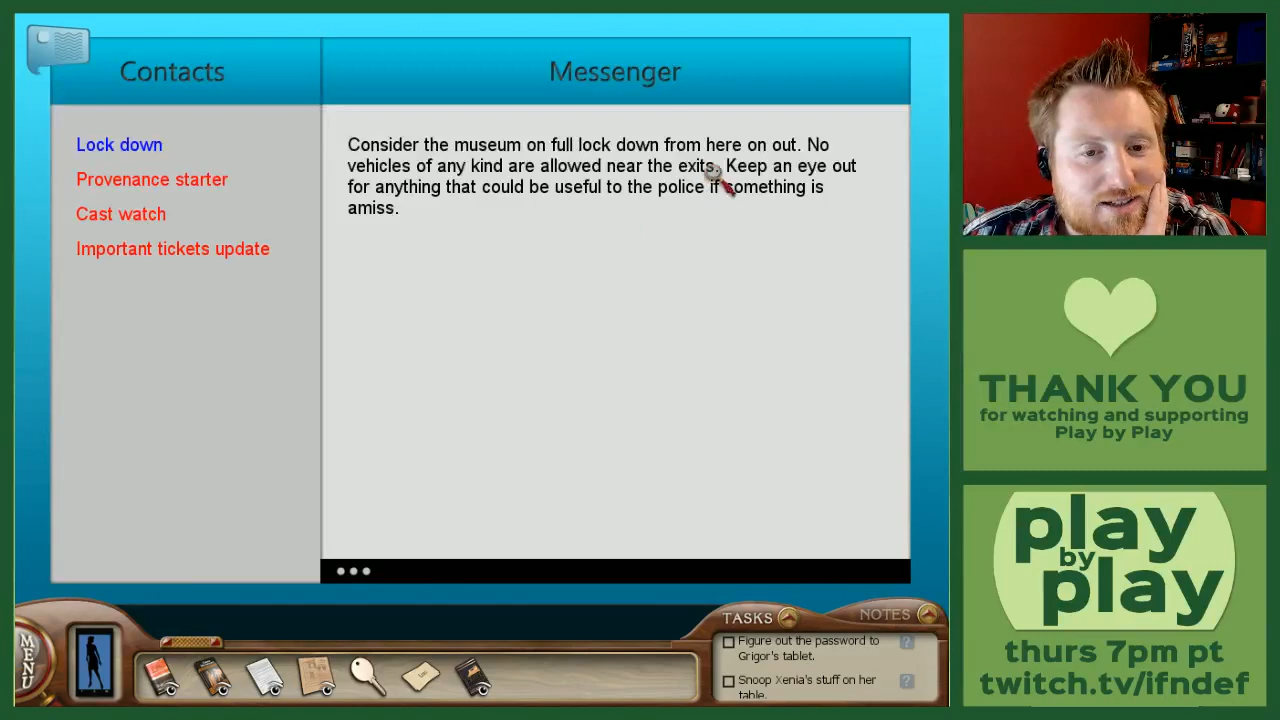 Contacts
Messenger
Lock down
Provenance starter
Cast watch
Important tickets update
Consider the museum on full lock down from here on out. No
vehicles of any kind are allowed near the exits. Keep an eye out
for anything that could be useful to the police if something is
amiss.
MENU
TASKS
NOTES
Figure out the password to
Grigor's tablet.
?
Snoop Xenia's stuff on her
table.
?
THANK YOU
for watching and supporting
Play by Play
play
by
play
thurs 7pm pt
twitch.tv/ifndef